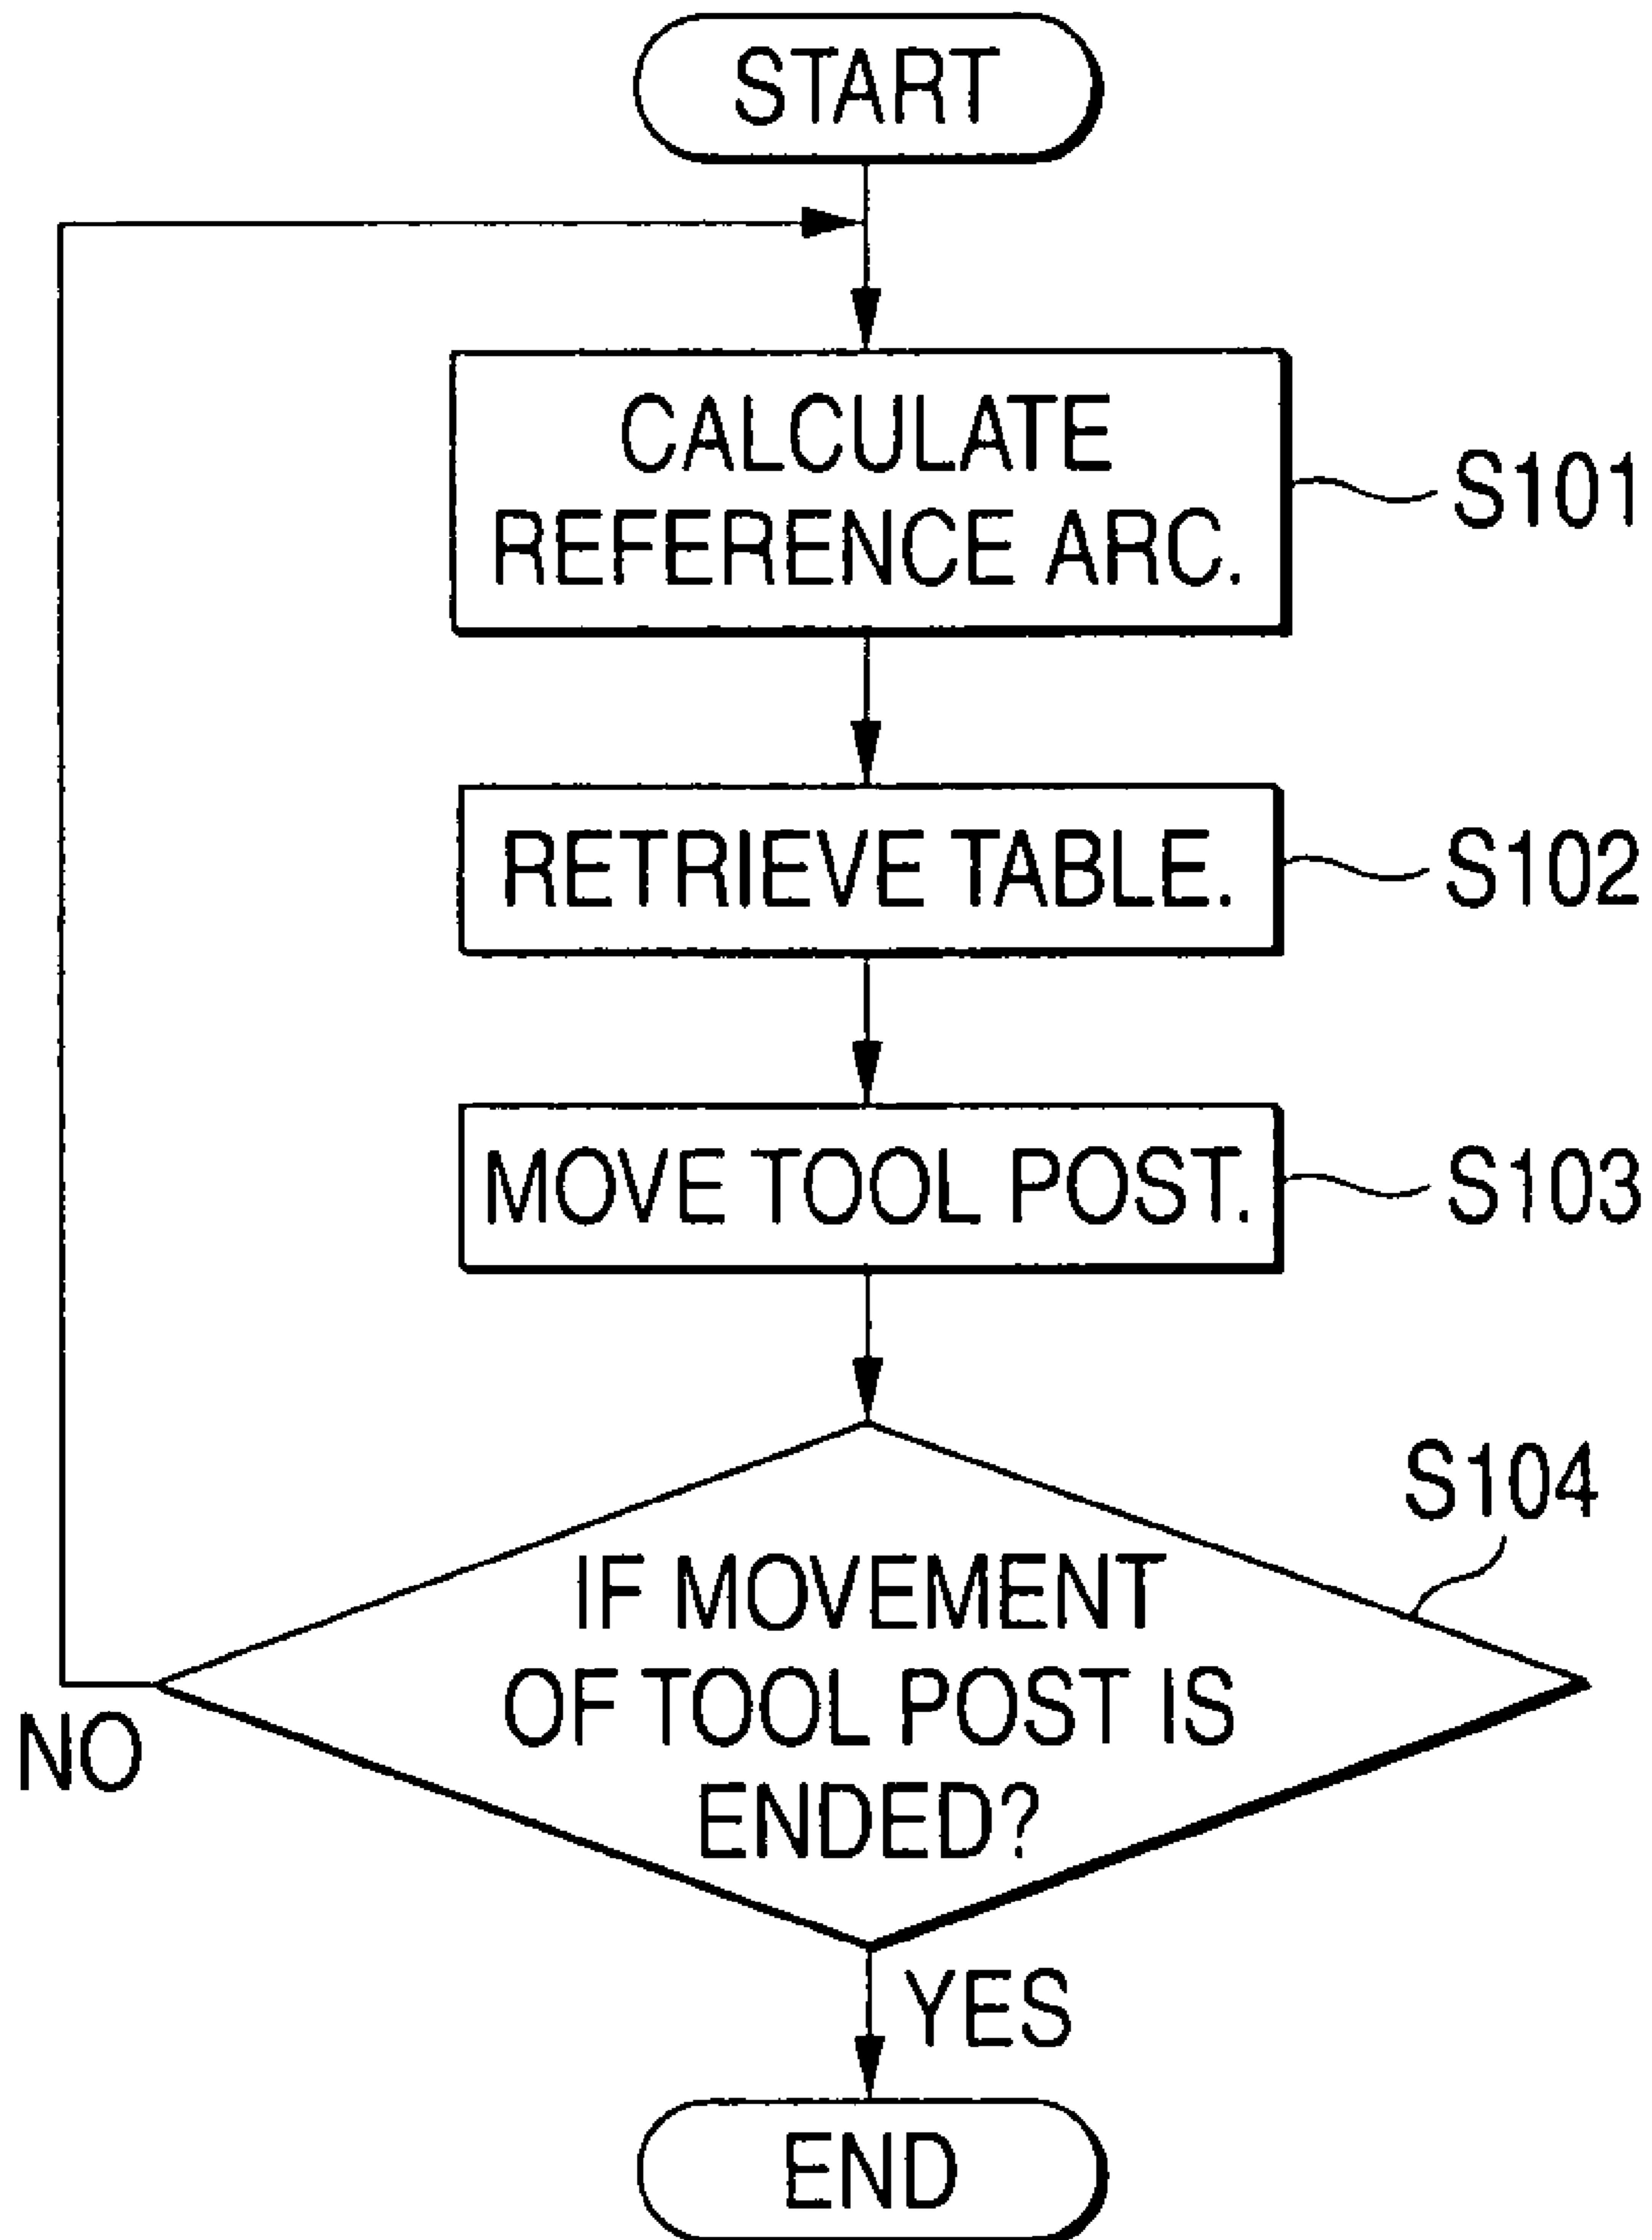 START
CALCULATE
REFERENCE ARC.
S101
RETRIEVE TABLE.
S102
MOVE TOOL POST.
S103
S104
IF MOVEMENT
OF TOOL POST IS
ENDED?
NO
YES
END